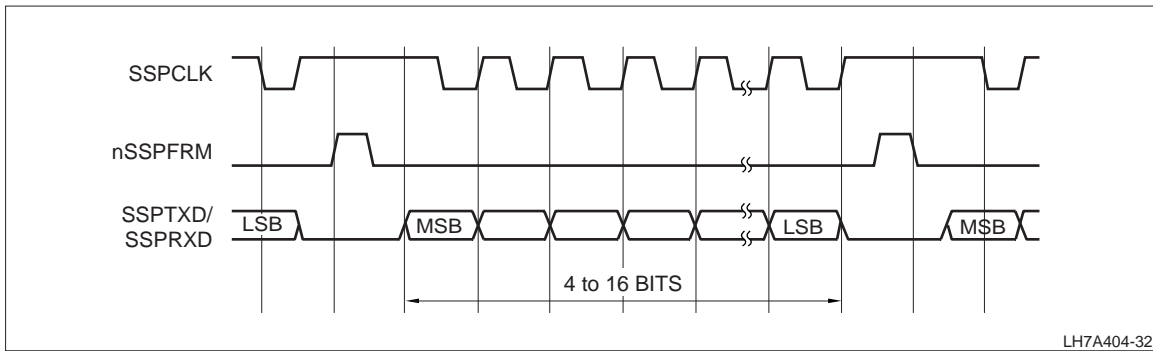 SSPCLK
nSSPFRM
SSPTXD/
SSPRXD
LSB
MSB
LSB
MSB
4 to 16 BITS
LH7A404-32